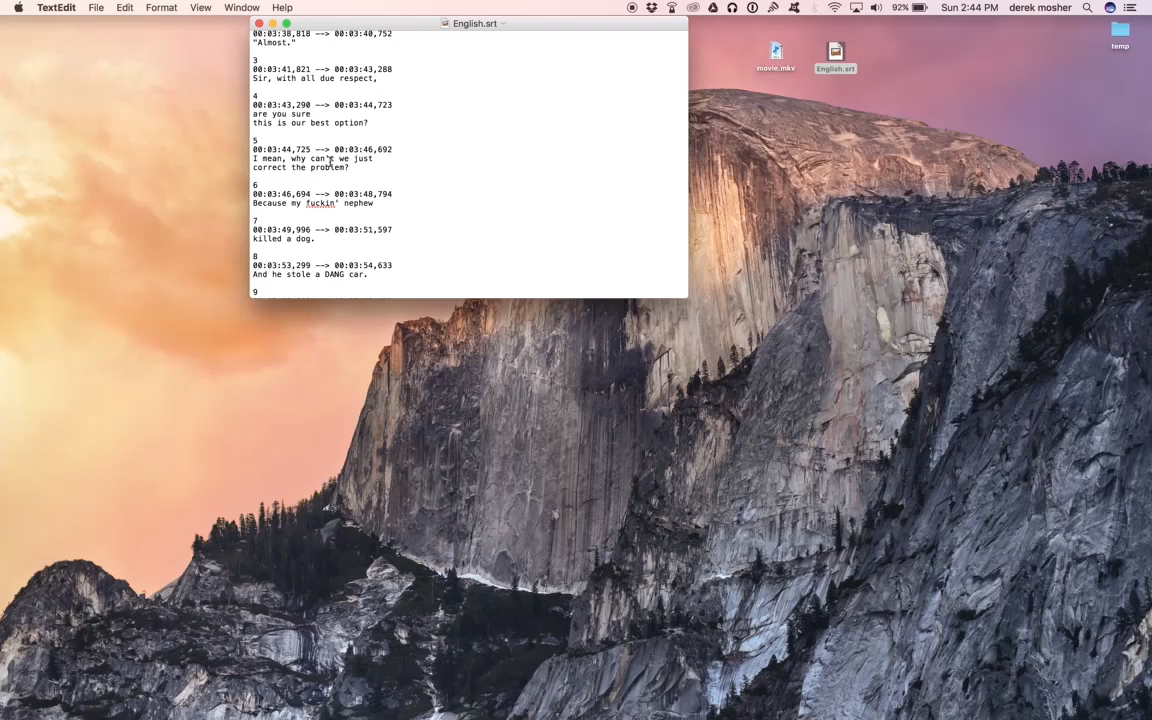 TextEdit File Edit Format View Window Help 92% Sun 2:44 PM derek mosher
English.srt
00:03:38,818 --> 00:03:40,752
"Almost."
3
00:03:41,821 --> 00:03:43,288
Sir, with all due respect,
4
00:03:43,290 --> 00:03:44,723
are you sure
this is our best option?
5
00:03:44,725 --> 00:03:46,692
I mean, why can't we just
correct the problem?
6
00:03:46,694 --> 00:03:48,794
Because my fuckin' nephew
7
00:03:49,996 --> 00:03:51,597
killed a dog.
8
00:03:53,299 --> 00:03:54,633
And he stole a DANG car.
9
movie.mkv
English.srt
temp